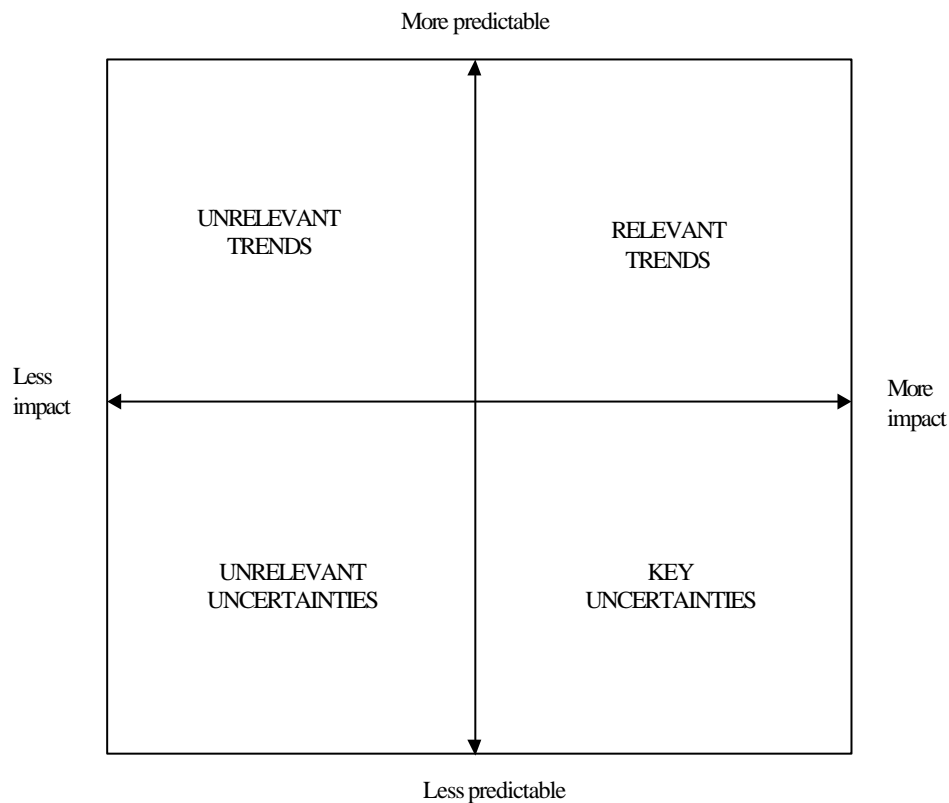 More predictable
UNRELEVANT
TRENDS
RELEVANT
TRENDS
Less
impact
More
impact
UNRELEVANT
UNCERTAINTIES
KEY
UNCERTAINTIES
Less predictable